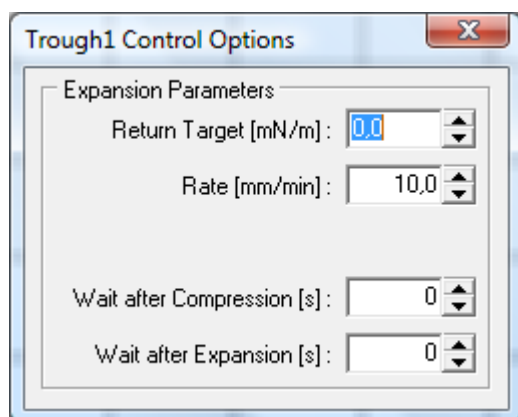 Trough1 Control Options
Expansion Parameters
Return Target [mN/m] : 0,0
Rate [mm/min] : 10,0
Wait after Compression [s] : 0
Wait after Expansion [s] : 0